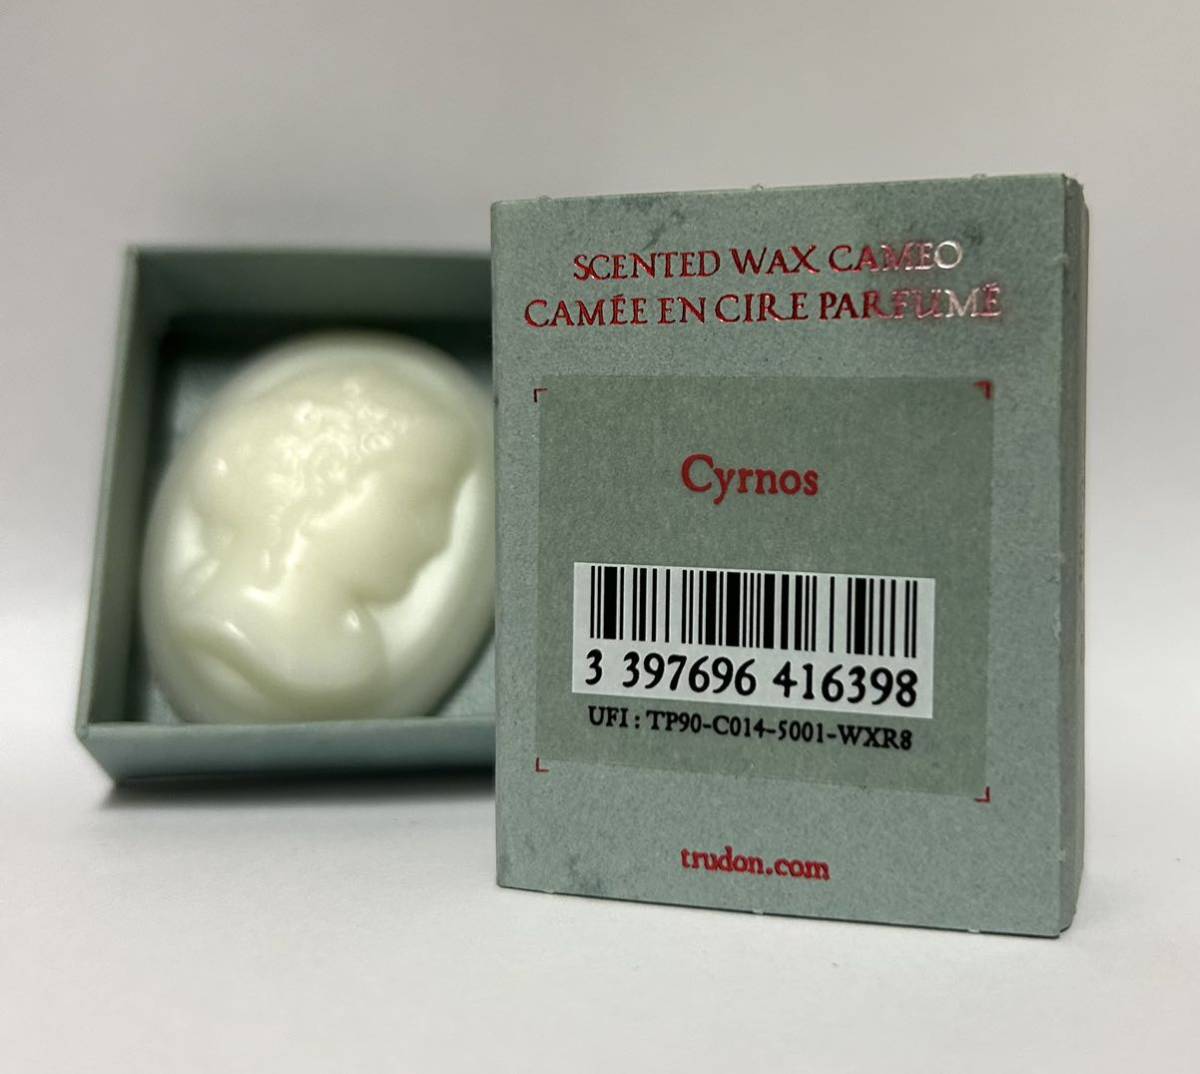 SCENTED WAX CAMEO
CAMÉE EN CIRE PARFUMÉ
Cyrnos
3 397696 416398
UFI : TP90-C014-5001-WXR8
trudon.com